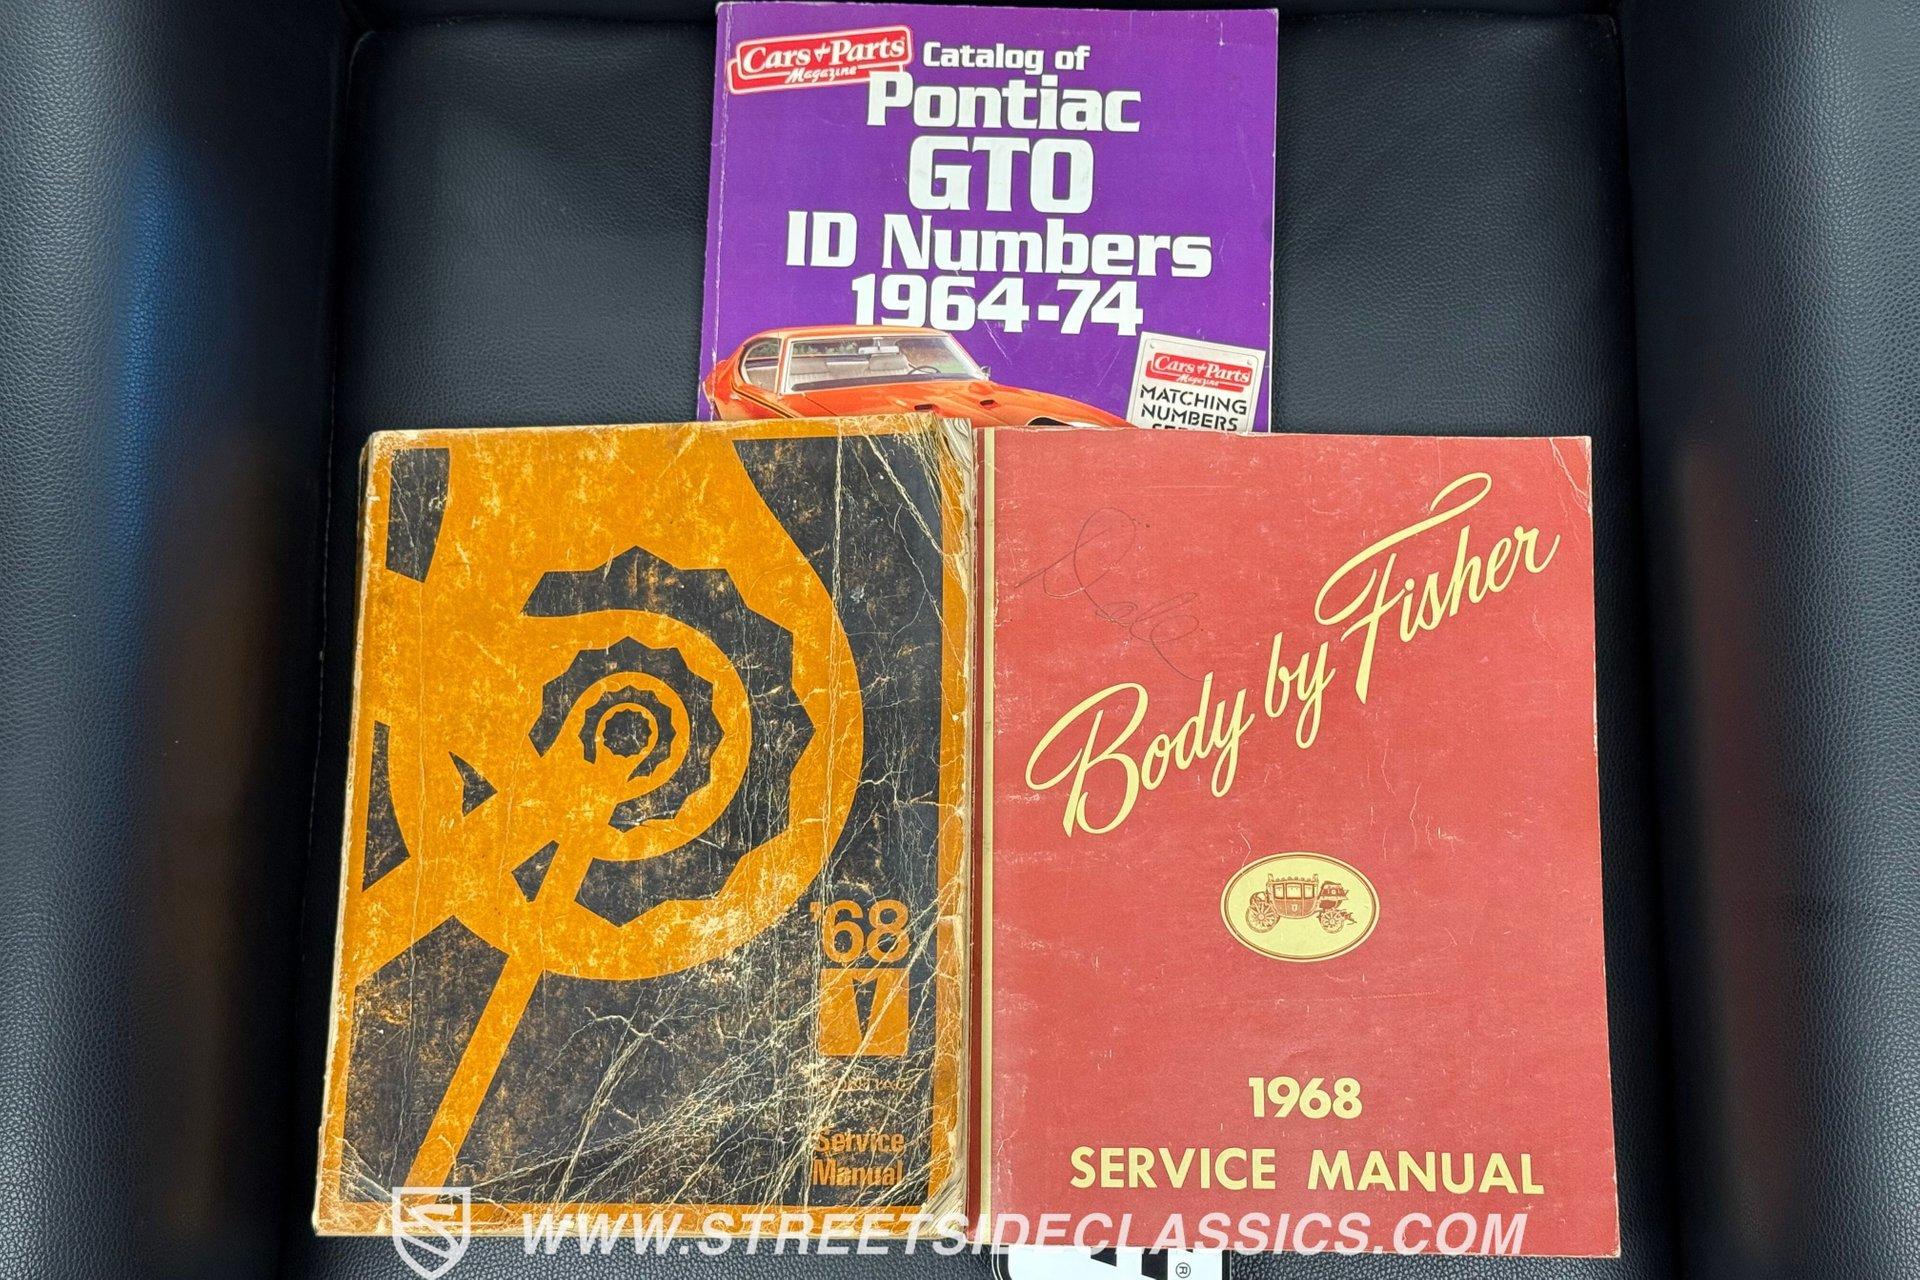 Cars & Parts
Magazine
Catalog of
Pontiac
GTO
ID Numbers
1964-74
Cars & Parts
Magazine
MATCHING
NUMBERS
'68
PONTIAC
Service
Manual
Body by Fisher
1968
SERVICE MANUAL
WWW.STREETSIDECLASSICS.COM
A
®